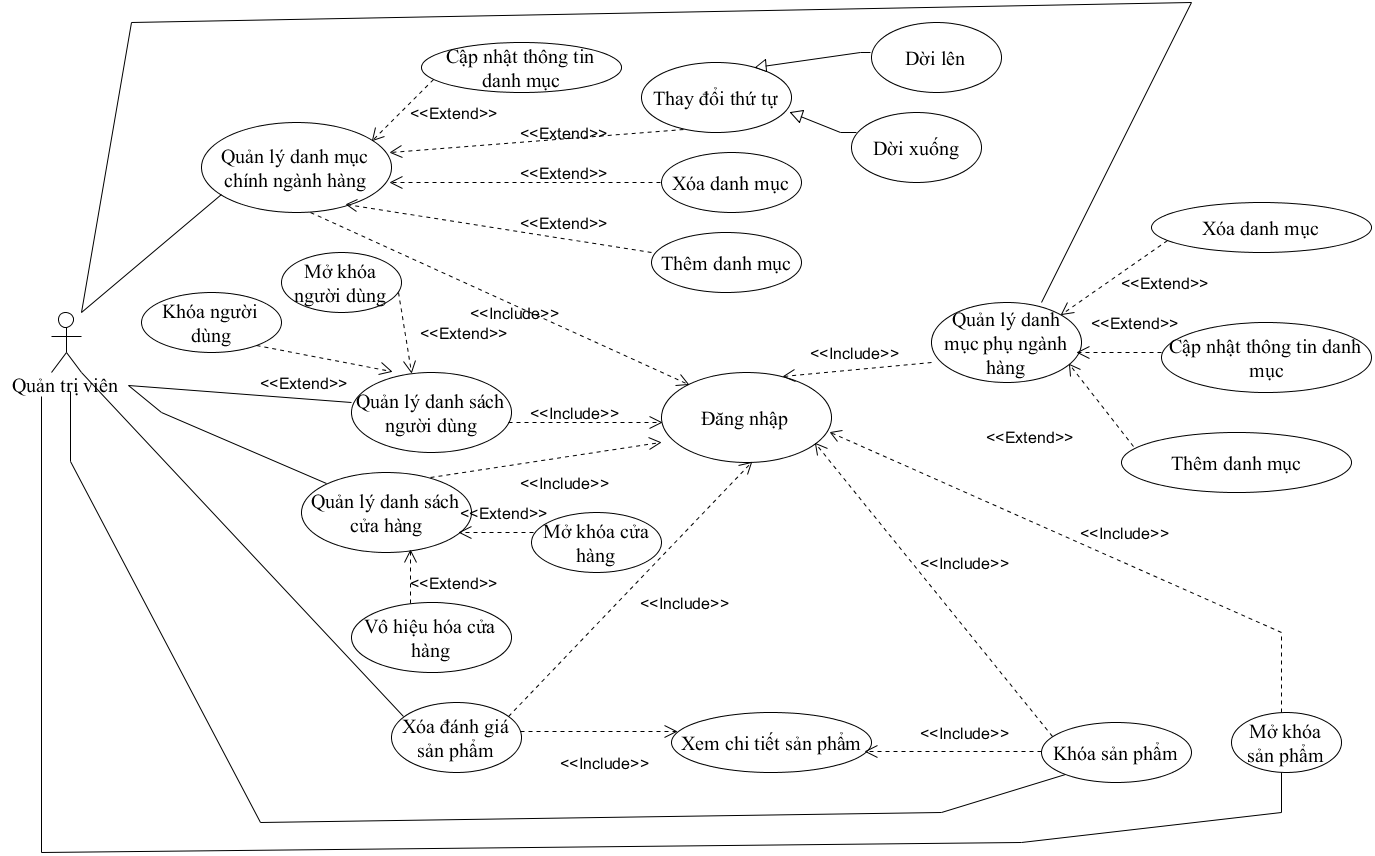 Cập nhật thông tin
danh mục
Dời lên
Thay đổi thứ tự
<<Extend>>
<<Extend>>
Dời xuống
Quản lý danh mục
chính ngành hàng
<<Extend>>
Xóa danh mục
<<Extend>>
Xóa danh mục
Thêm danh mục
Mở khóa
người dùng
<<Extend>>
Khóa người
dùng
<<Include>>
<<Extend>>
Quản lý danh
mục phụ ngành
hàng
<<Extend>>
Cập nhật thông tin danh
mục
<<Include>>
Quản trị viên
<<Extend>>
Quản lý danh sách
người dùng
<<Include>>
Đăng nhập
<<Extend>>
Thêm danh mục
Quản lý danh sách
cửa hàng
<<Include>>
<<Extend>>
Mở khóa cửa
hàng
<<Include>>
<<Include>>
<<Extend>>
<<Include>>
Vô hiệu hóa cửa
hàng
Xóa đánh giá
sản phẩm
Xem chi tiết sản phẩm
<<Include>>
<<Include>>
Khóa sản phẩm
Mở khóa
sản phẩm